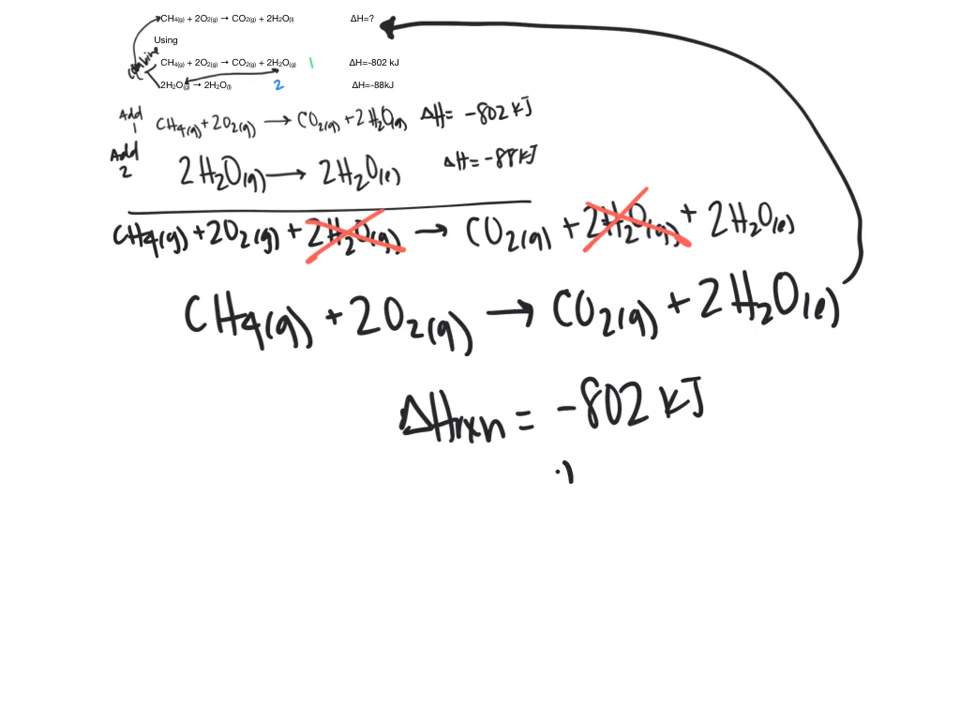 CH₄(g) + 2O₂(g) → CO₂(g) + 2H₂O(l) ΔH=?
Using
combine
CH₄(g) + 2O₂(g) → CO₂(g) + 2H₂O(g) 1 ΔH=-802 kJ
2H₂O(g) → 2H₂O(l) 2 ΔH=-88kJ
Add 1 CH₄(g) + 2O₂(g) → CO₂(g) + 2H₂O(g) ΔH= -802 kJ
Add 2 2H₂O(g) → 2H₂O(l) ΔH= -88 kJ
CH₄(g) + 2O₂(g) + 2H₂O(g) → CO₂(g) + 2H₂O(g) + 2H₂O(l)
CH₄(g) + 2O₂(g) → CO₂(g) + 2H₂O(l)
ΔHrxn = -802 kJ